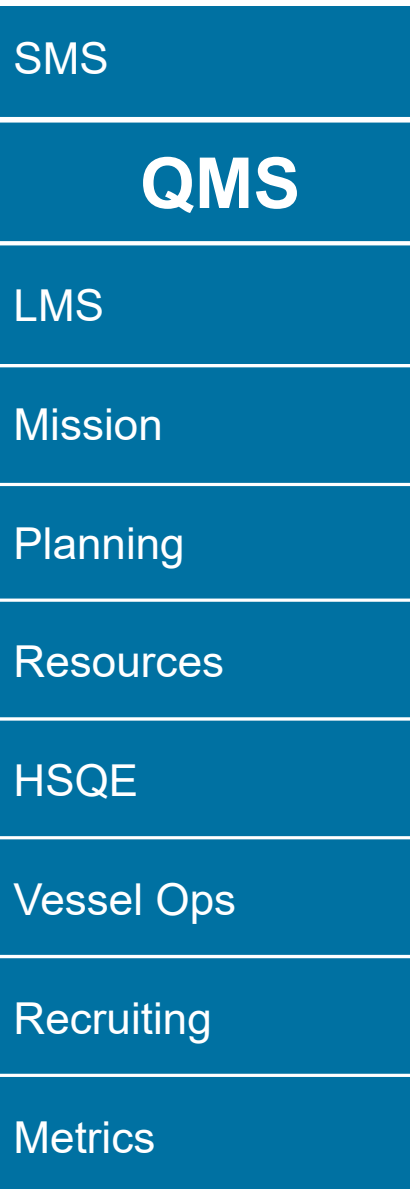 SMS
QMS
LMS
Mission
Planning
Resources
HSQE
Vessel Ops
Recruiting
Metrics